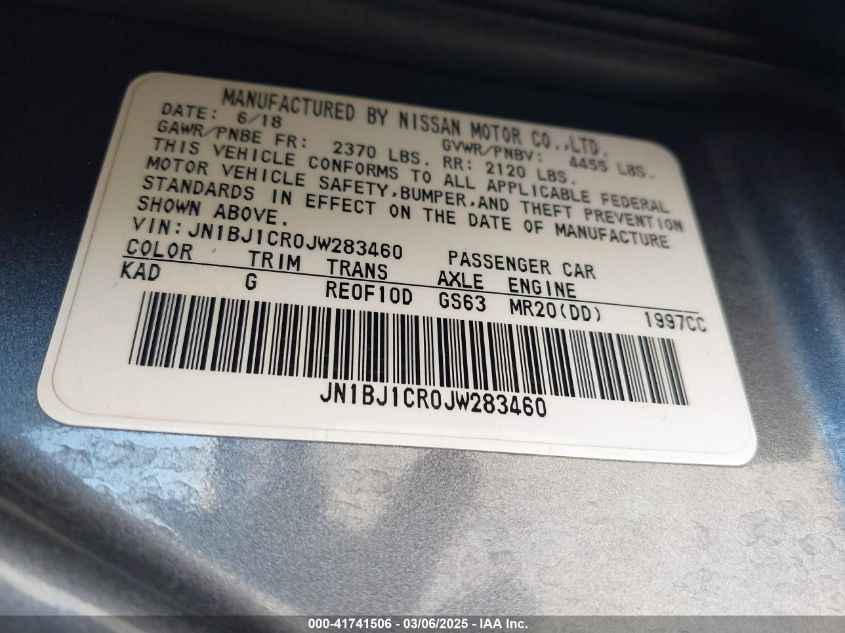 MANUFACTURED BY NISSAN MOTOR CO.,LTD.
DATE: 6/18 GVWR/PNBV: 4455 LBS.
GAWR/PNBE FR: 2370 LBS. RR: 2120 LBS.
THIS VEHICLE CONFORMS TO ALL APPLICABLE FEDERAL
MOTOR VEHICLE SAFETY,BUMPER,AND THEFT PREVENTION
STANDARDS IN EFFECT ON THE DATE OF MANUFACTURE
SHOWN ABOVE.
VIN:JN1BJ1CR0JW283460 PASSENGER CAR
COLOR TRIM TRANS AXLE ENGINE
KAD G RE0F10D GS63 MR20(DD) 1997CC
JN1BJ1CR0JW283460
000-41741506 — 03/06/2025 — IAA Inc.